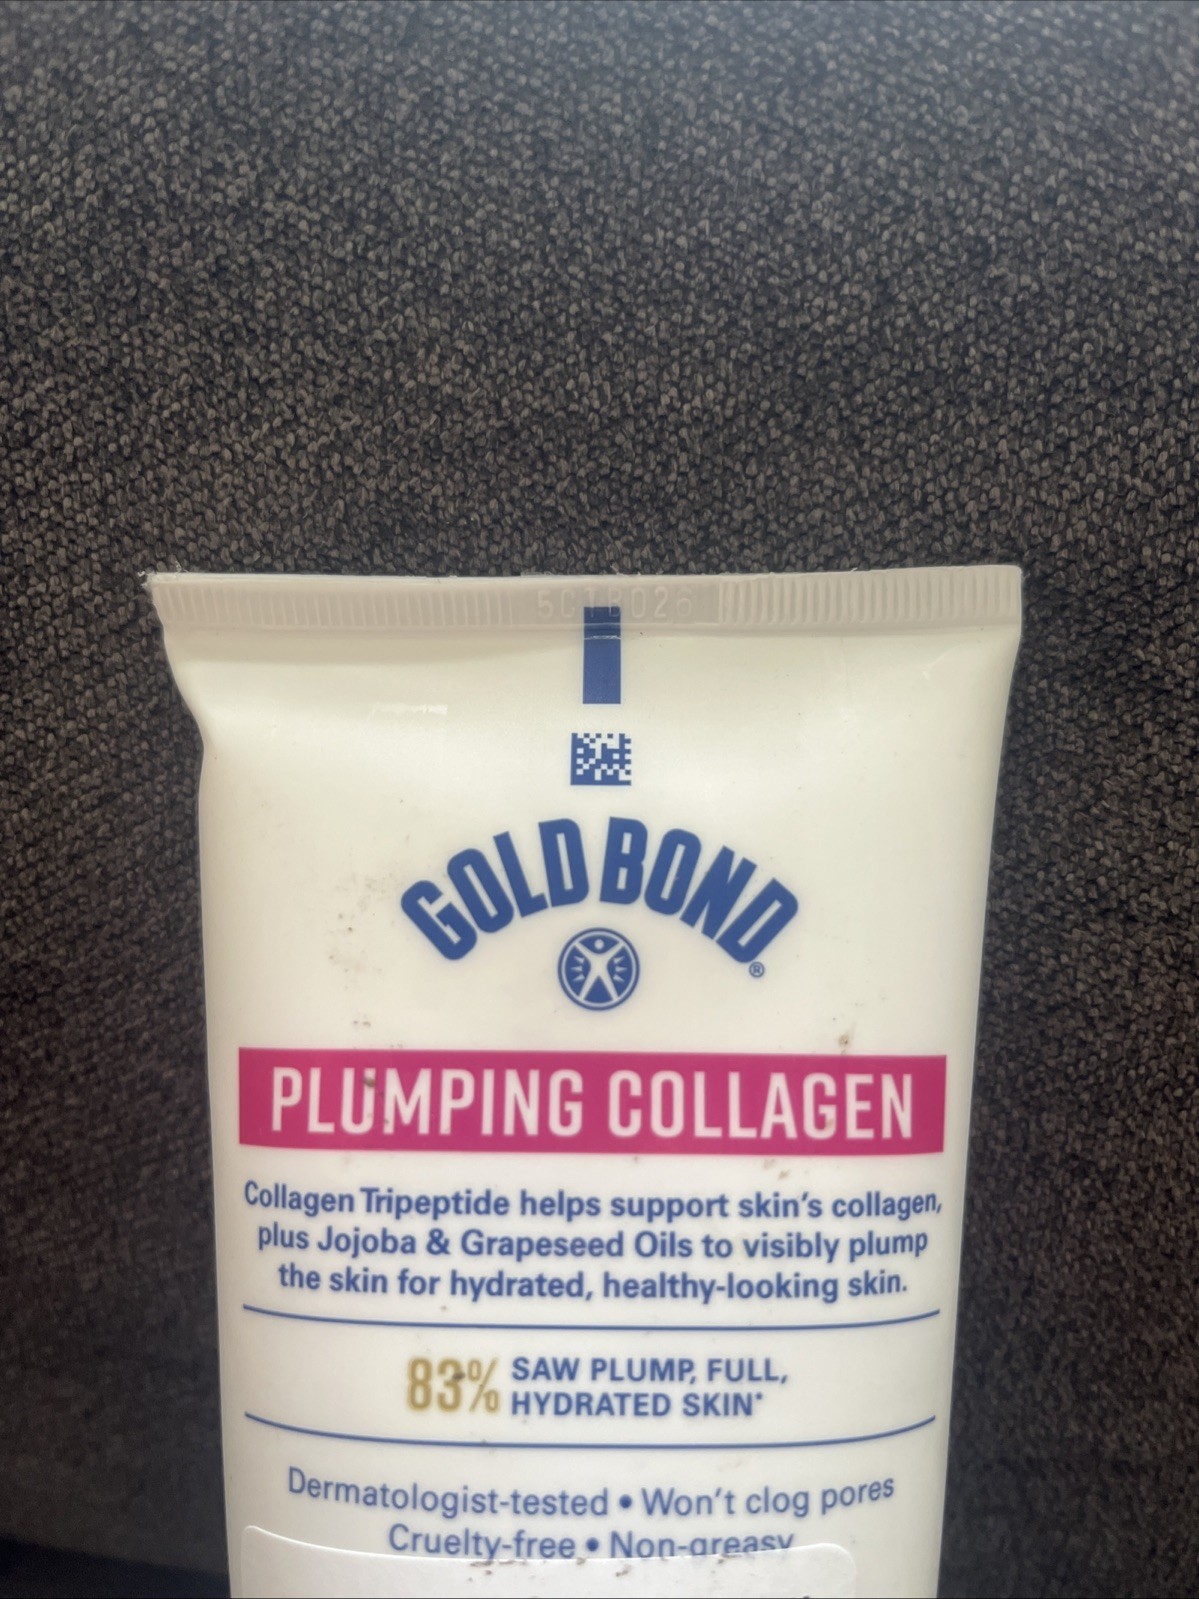 5CTB026
GOLD BOND®
PLUMPING COLLAGEN
Collagen Tripeptide helps support skin's collagen,
plus Jojoba & Grapeseed Oils to visibly plump
the skin for hydrated, healthy-looking skin.
83% SAW PLUMP, FULL,
HYDRATED SKIN*
Dermatologist-tested • Won't clog pores
Cruelty-free • Non-greasy